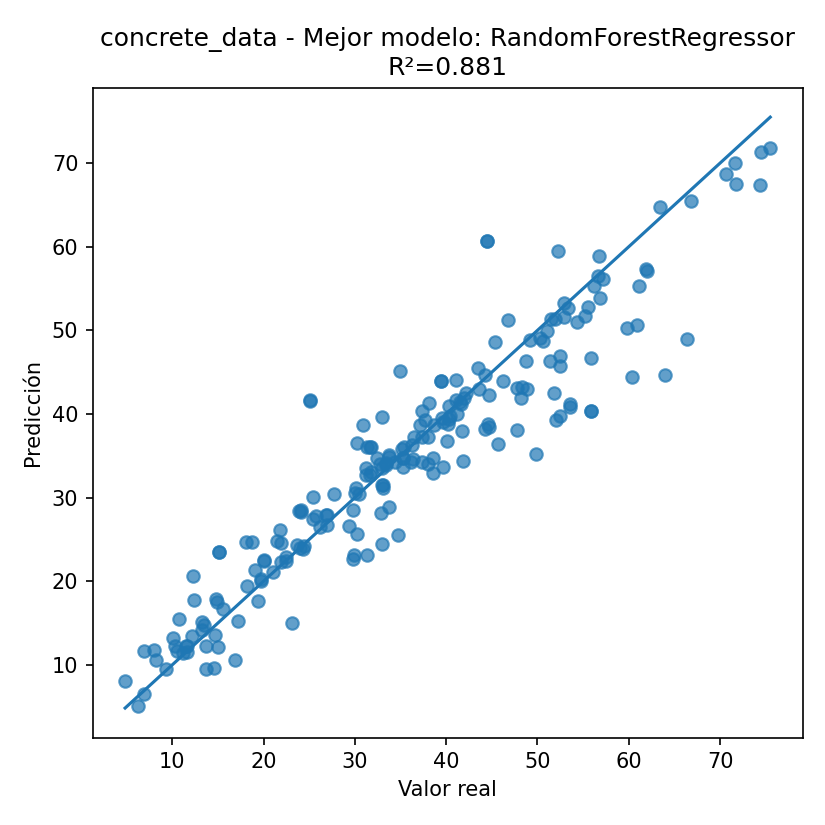 concrete_data - Mejor modelo: RandomForestRegressor
R²=0.881
Predicción
70
60
50
40
30
20
10
10 20 30 40 50 60 70
Valor real